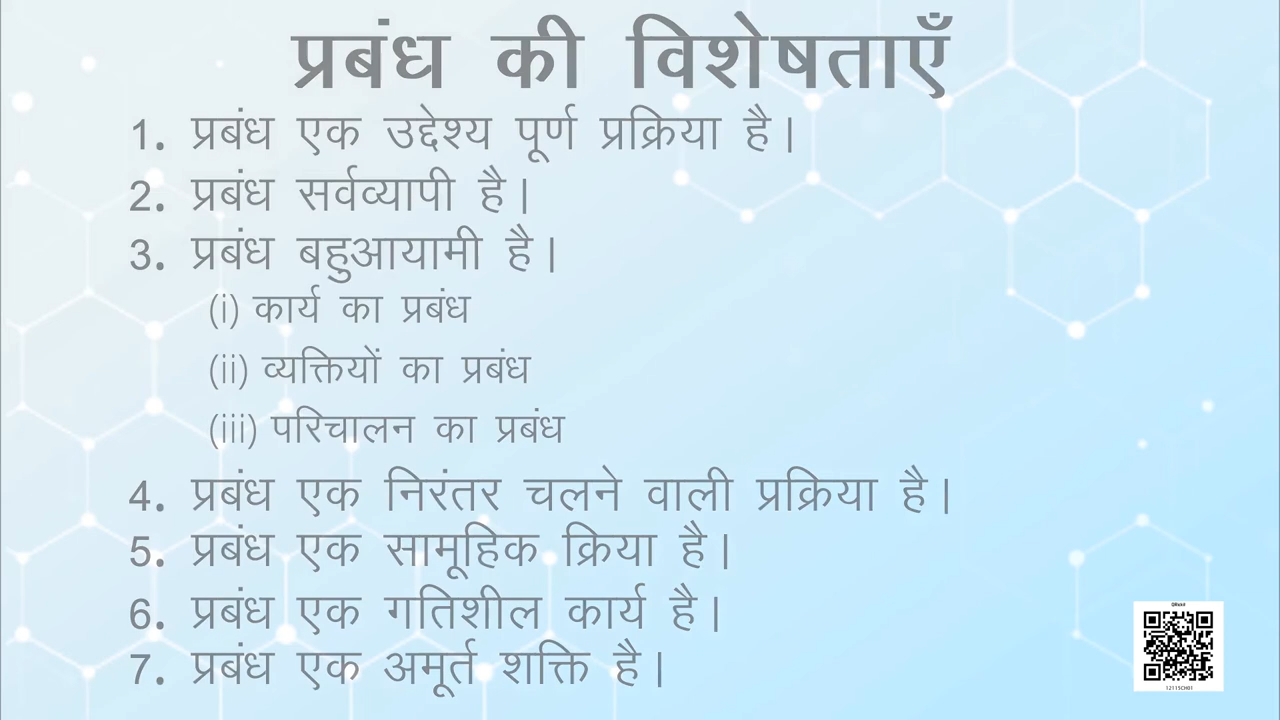 प्रबंध की विशेषताएँ
1. प्रबंध एक उद्देश्य पूर्ण प्रक्रिया है।
2. प्रबंध सर्वव्यापी है।
3. प्रबंध बहुआयामी है।
(i) कार्य का प्रबंध
(ii) व्यक्तियों का प्रबंध
(iii) परिचालन का प्रबंध
4. प्रबंध एक निरंतर चलने वाली प्रक्रिया है।
5. प्रबंध एक सामूहिक क्रिया है।
6. प्रबंध एक गतिशील कार्य है।
7. प्रबंध एक अमूर्त शक्ति है।
12115CH01